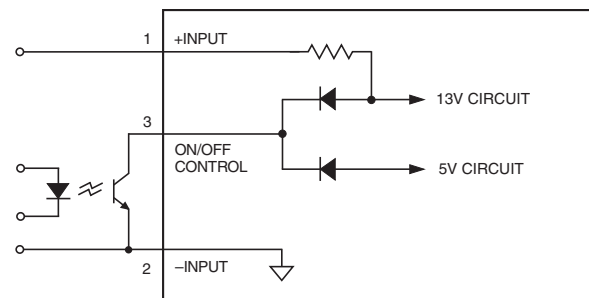 1 +INPUT
13V CIRCUIT
3
ON/OFF
CONTROL
5V CIRCUIT
2 –INPUT